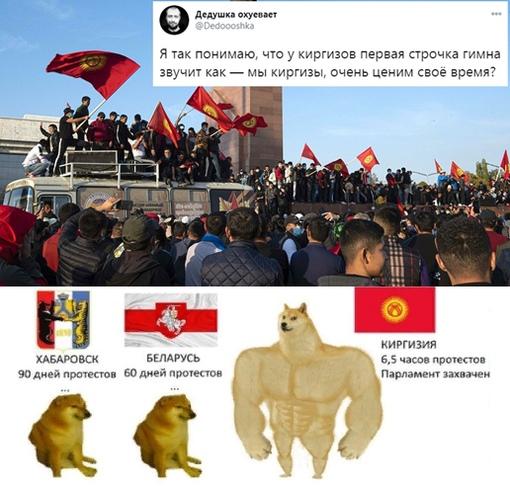 Дедушка охуевает
@Dedoooshka
Я так понимаю, что у киргизов первая строчка гимна
звучит как — мы киргизы, очень ценим своё время?
ХАБАРОВСК
90 дней протестов
...
БЕЛАРУСЬ
60 дней протестов
...
КИРГИЗИЯ
6,5 часов протестов
Парламент захвачен